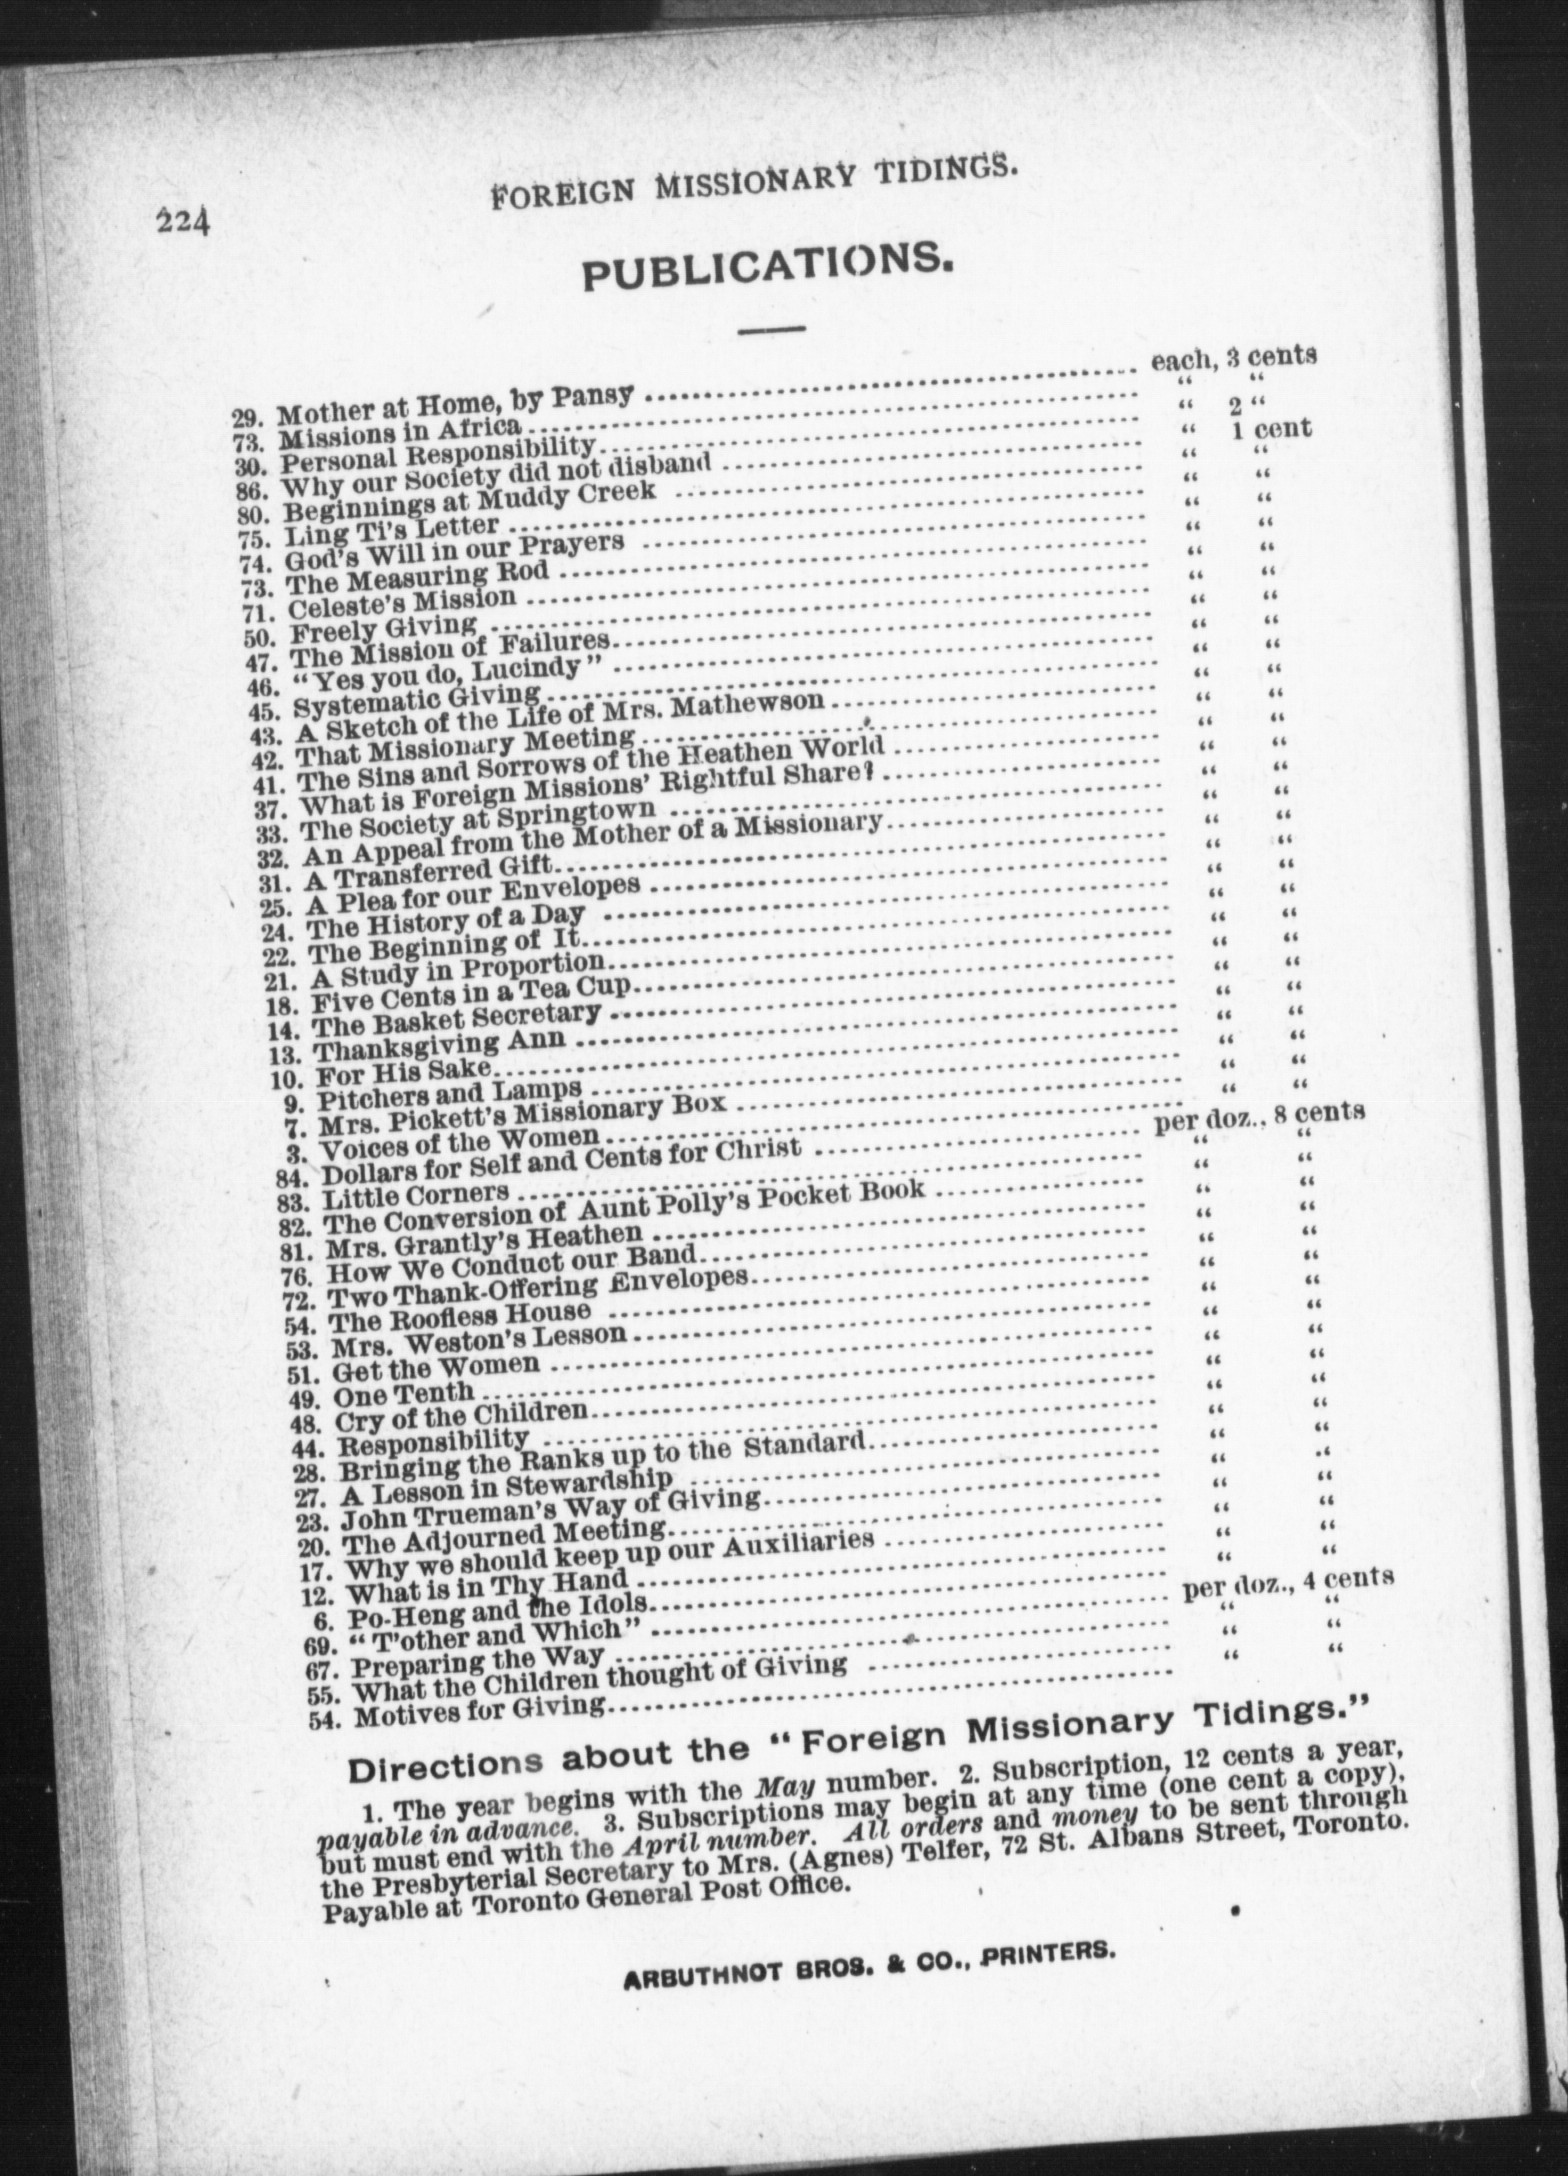 224
FOREIGN MISSIONARY TIDINGS.
PUBLICATIONS.
29. Mother at Home, by Pansy ........ each, 3 cents
73. Missions in Africa ........ “ “
30. Personal Responsibility ........ “ 2 “
86. Why our Society did not disband ........ “ 1 cent
80. Beginnings at Muddy Creek ........ “ “
75. Ling Ti's Letter ........ “ “
74. God's Will in our Prayers ........ “ “
73. The Measuring Rod ........ “ “
71. Celeste's Mission ........ “ “
50. Freely Giving ........ “ “
47. The Mission of Failures ........ “ “
46. “Yes you do, Lucindy” ........ “ “
45. Systematic Giving ........ “ “
43. A Sketch of the Life of Mrs. Mathewson ........ “ “
42. That Missionary Meeting ........ “ “
41. The Sins and Sorrows of the Heathen World ........ “ “
37. What is Foreign Missions' Rightful Share? ........ “ “
33. The Society at Springtown ........ “ “
32. An Appeal from the Mother of a Missionary ........ “ “
31. A Transferred Gift ........ “ “
25. A Plea for our Envelopes ........ “ “
24. The History of a Day ........ “ “
22. The Beginning of It ........ “ “
21. A Study in Proportion ........ “ “
18. Five Cents in a Tea Cup ........ “ “
14. The Basket Secretary ........ “ “
13. Thanksgiving Ann ........ “ “
10. For His Sake ........ “ “
9. Pitchers and Lamps ........ “ “
7. Mrs. Pickett's Missionary Box ........ “ “
3. Voices of the Women ........ “ “
84. Dollars for Self and Cents for Christ ........ per doz., 8 cents
83. Little Corners ........ “ “
82. The Conversion of Aunt Polly's Pocket Book ........ “ “
81. Mrs. Grantly's Heathen ........ “ “
76. How We Conduct our Band ........ “ “
72. Two Thank-Offering Envelopes ........ “ “
54. The Roofless House ........ “ “
53. Mrs. Weston's Lesson ........ “ “
51. Get the Women ........ “ “
49. One Tenth ........ “ “
48. Cry of the Children ........ “ “
44. Responsibility ........ “ “
28. Bringing the Ranks up to the Standard ........ “ “
27. A Lesson in Stewardship ........ “ “
23. John Trueman's Way of Giving ........ “ “
20. The Adjourned Meeting ........ “ “
17. Why we should keep up our Auxiliaries ........ “ “
12. What is in Thy Hand ........ “ “
6. Po-Heng and the Idols ........ “ “
69. “T'other and Which” ........ per doz., 4 cents
67. Preparing the Way ........ “ “
55. What the Children thought of Giving ........ “ “
54. Motives for Giving ........ “ “
Directions about the “Foreign Missionary Tidings.”
1. The year begins with the May number. 2. Subscription, 12 cents a year,
payable in advance. 3. Subscriptions may begin at any time (one cent a copy),
but must end with the April number. All orders and money to be sent through
the Presbyterial Secretary to Mrs. (Agnes) Telfer, 72 St. Albans Street, Toronto.
Payable at Toronto General Post Office.
ARBUTHNOT BROS. & CO., PRINTERS.